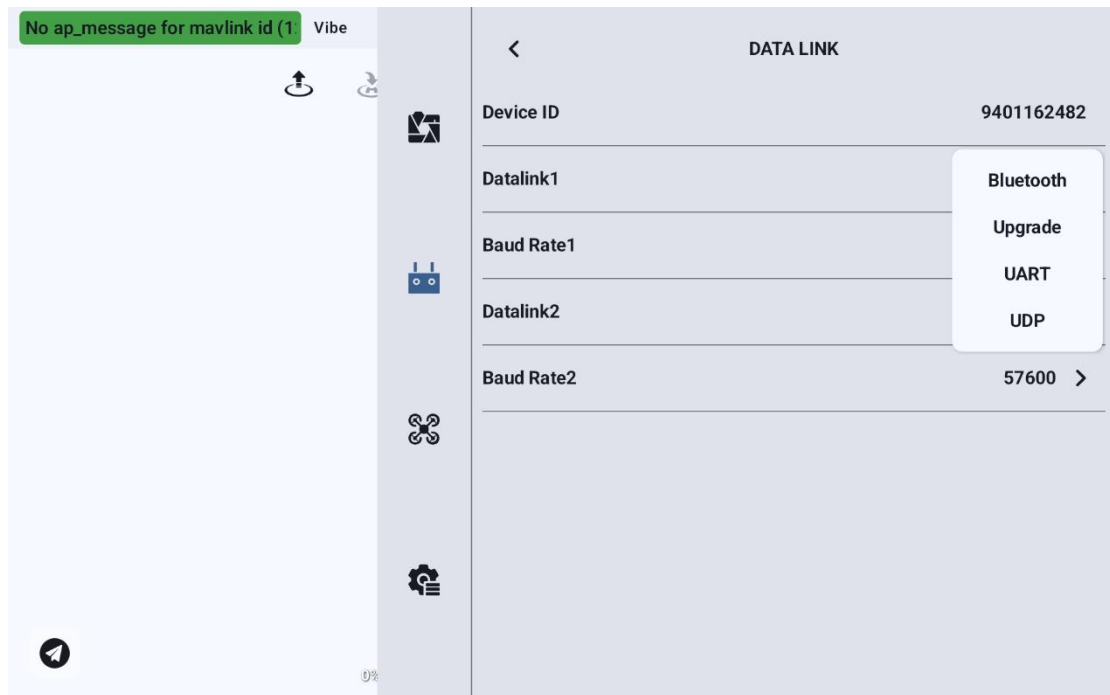 No ap_message for mavlink id (1
Vibe
DATA LINK
Device ID 9401162482
Datalink1
Bluetooth
Upgrade
Baud Rate1
UART
Datalink2
UDP
Baud Rate2 57600
0%